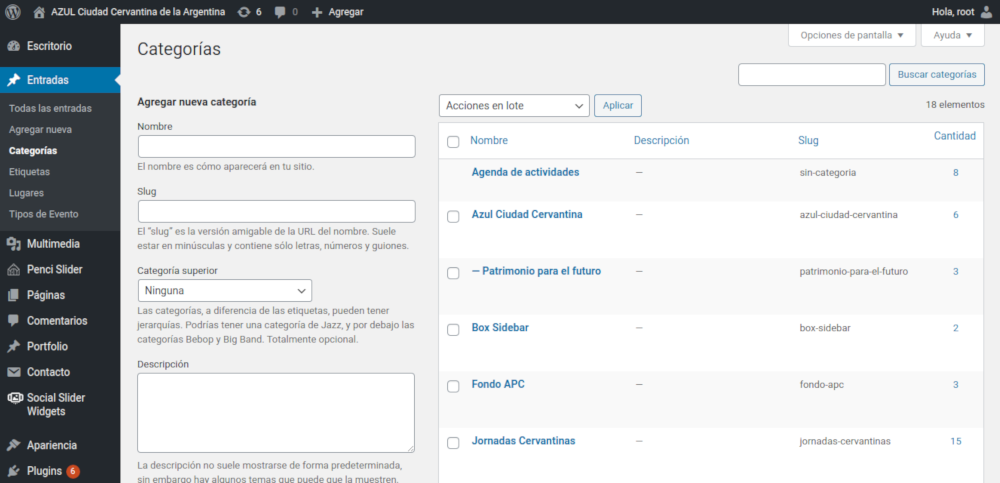 AZUL Ciudad Cervantina de la Argentina 6 0 Agregar Hola, root
Escritorio
Entradas
Todas las entradas
Agregar nueva
Categorías
Etiquetas
Lugares
Tipos de Evento
Multimedia
Penci Slider
Páginas
Comentarios
Portfolio
Contacto
Social Slider
Widgets
Apariencia
Plugins 6
Opciones de pantalla Ayuda
Categorías
Buscar categorías
Agregar nueva categoría
Nombre
El nombre es cómo aparecerá en tu sitio.
Slug
El “slug” es la versión amigable de la URL del nombre. Suele
estar en minúsculas y contiene sólo letras, números y guiones.
Categoría superior
Ninguna
Las categorías, a diferencia de las etiquetas, pueden tener
jerarquías. Podrías tener una categoría de Jazz, y por debajo las
categorías Bebop y Big Band. Totalmente opcional.
Descripción
La descripción no suele mostrarse de forma predeterminada,
sin embargo hay algunos temas que puede que la muestren.
Acciones en lote Aplicar 18 elementos
Nombre Descripción Slug Cantidad
Agenda de actividades — sin-categoria 8
Azul Ciudad Cervantina — azul-ciudad-cervantina 6
— Patrimonio para el futuro — patrimonio-para-el-futuro 3
Box Sidebar — box-sidebar 2
Fondo APC — fondo-apc 3
Jornadas Cervantinas — jornadas-cervantinas 15